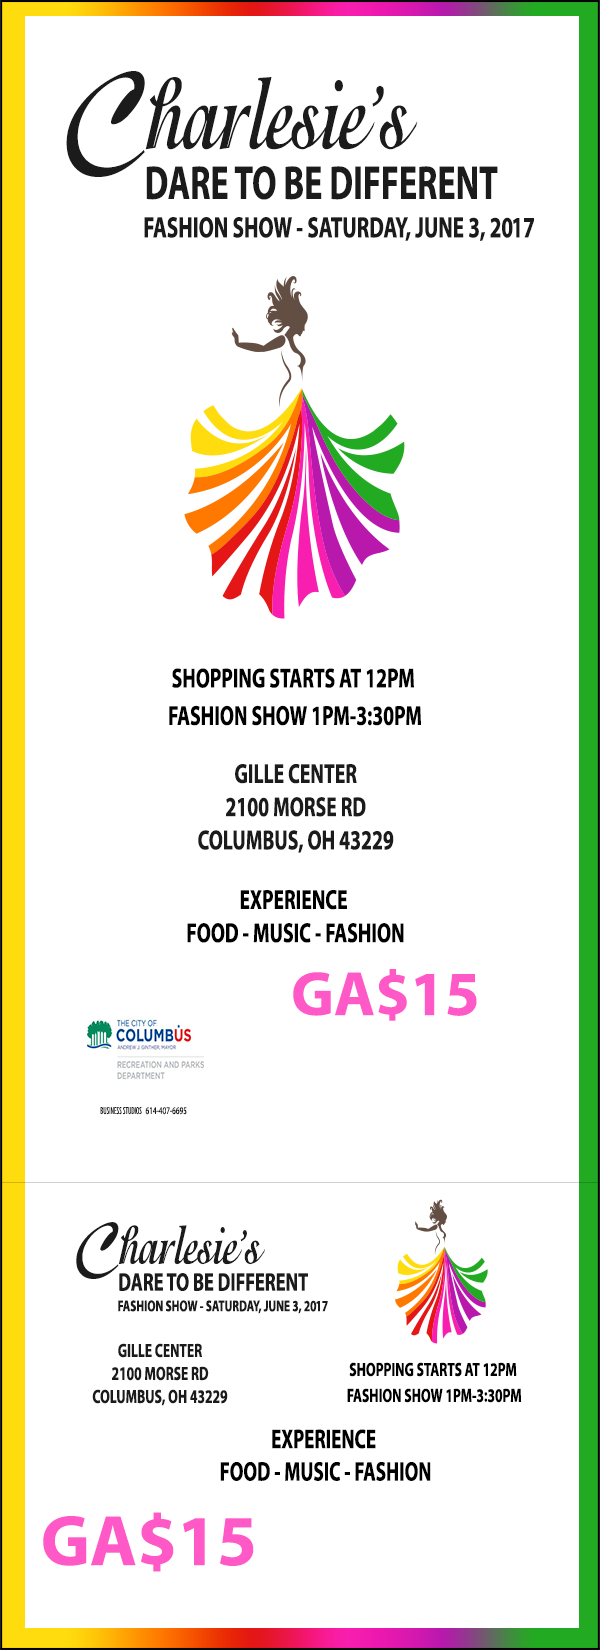 Charlesie's
DARE TO BE DIFFERENT
FASHION SHOW - SATURDAY, JUNE 3, 2017
SHOPPING STARTS AT 12PM
FASHION SHOW 1PM-3:30PM
GILLE CENTER
2100 MORSE RD
COLUMBUS, OH 43229
EXPERIENCE
FOOD - MUSIC - FASHION
GA$15
THE CITY OF
COLUMBUS
ANDREW J. GINTHER, MAYOR
RECREATION AND PARKS
DEPARTMENT
BUSINESS STUDIOS 614-407-6695
Charlesie's
DARE TO BE DIFFERENT
FASHION SHOW - SATURDAY, JUNE 3, 2017
GILLE CENTER
2100 MORSE RD
COLUMBUS, OH 43229
SHOPPING STARTS AT 12PM
FASHION SHOW 1PM-3:30PM
EXPERIENCE
FOOD - MUSIC - FASHION
GA$15